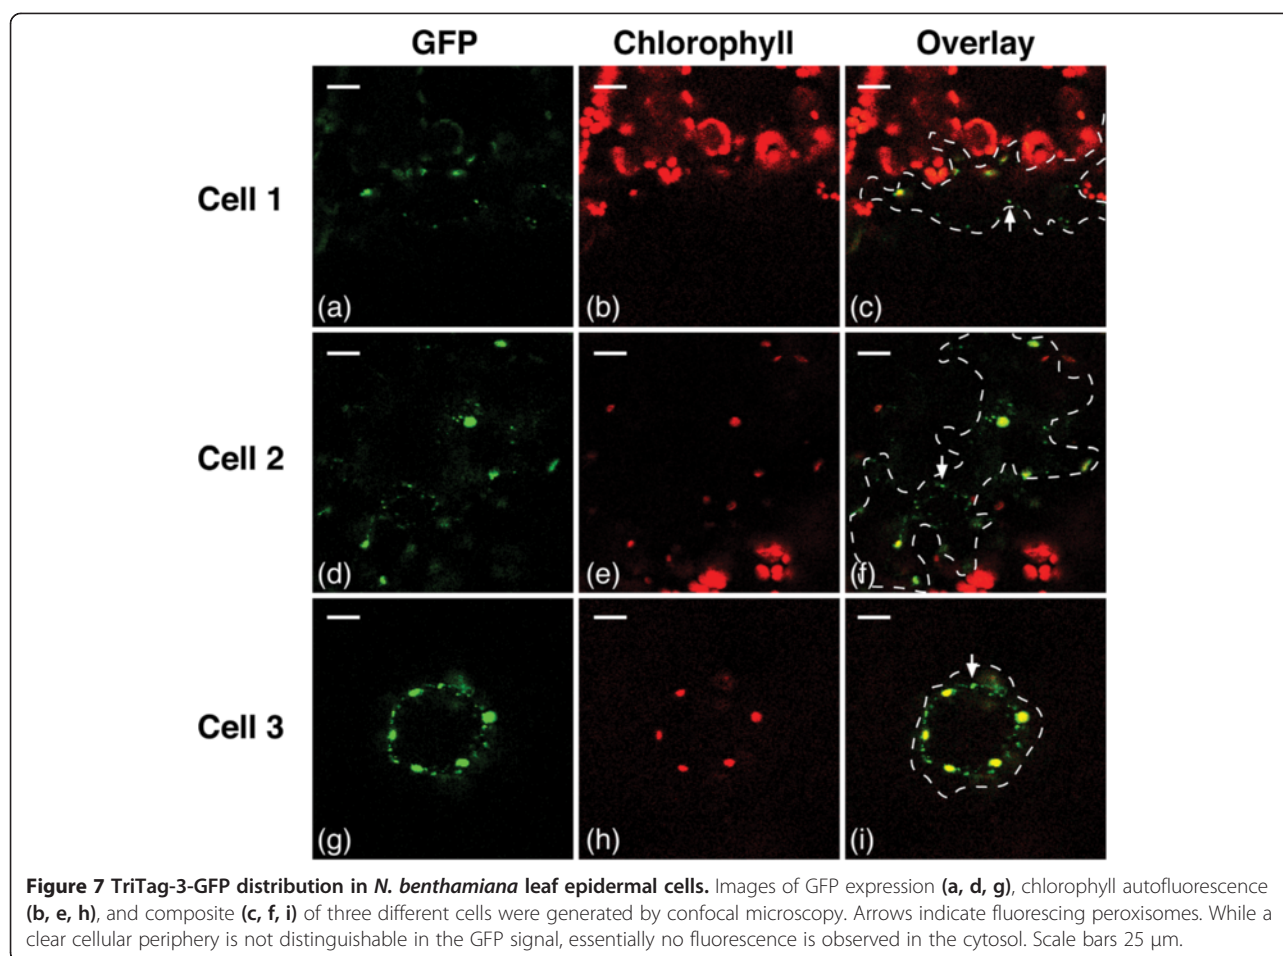 GFP Chlorophyll Overlay
Cell 1
(a) (b) (c)
Cell 2
(d) (e) (f)
Cell 3
(g) (h) (i)
Figure 7 TriTag-3-GFP distribution in N. benthamiana leaf epidermal cells. Images of GFP expression (a, d, g), chlorophyll autofluorescence
(b, e, h), and composite (c, f, i) of three different cells were generated by confocal microscopy. Arrows indicate fluorescing peroxisomes. While a
clear cellular periphery is not distinguishable in the GFP signal, essentially no fluorescence is observed in the cytosol. Scale bars 25 μm.